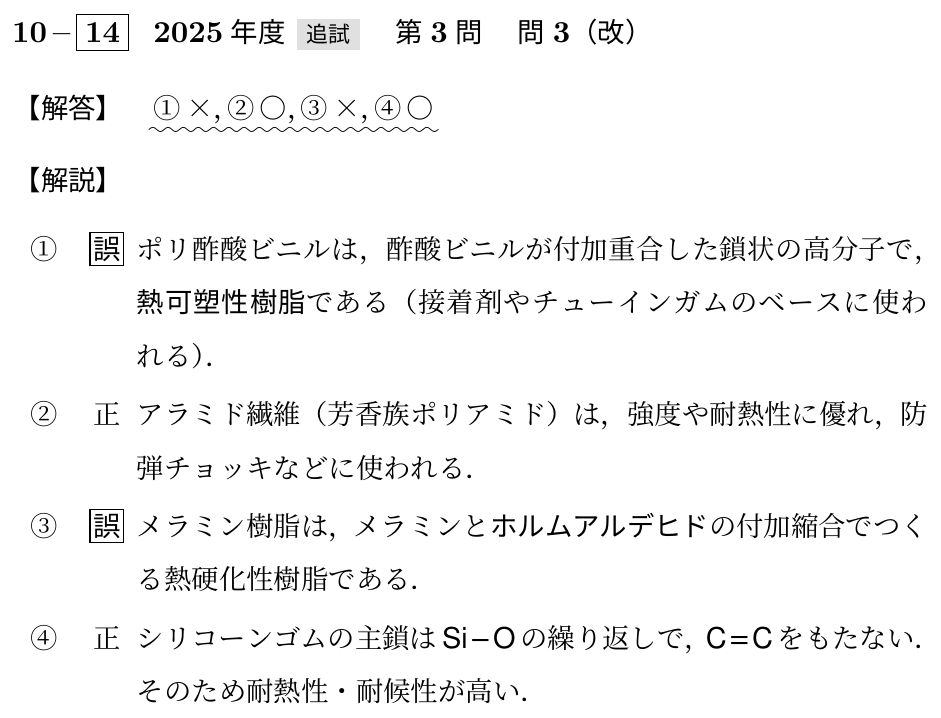 10–14 2025年度 追試 第3問 問3（改）
【解答】 ①×, ②○, ③×, ④○
【解説】
① 誤 ポリ酢酸ビニルは，酢酸ビニルが付加重合した鎖状の高分子で，
熱可塑性樹脂である（接着剤やチューインガムのベースに使わ
れる）．
② 正 アラミド繊維（芳香族ポリアミド）は，強度や耐熱性に優れ，防
弾チョッキなどに使われる．
③ 誤 メラミン樹脂は，メラミンとホルムアルデヒドの付加縮合でつく
る熱硬化性樹脂である．
④ 正 シリコーンゴムの主鎖はSi−Oの繰り返しで，C=Cをもたない．
そのため耐熱性・耐候性が高い．